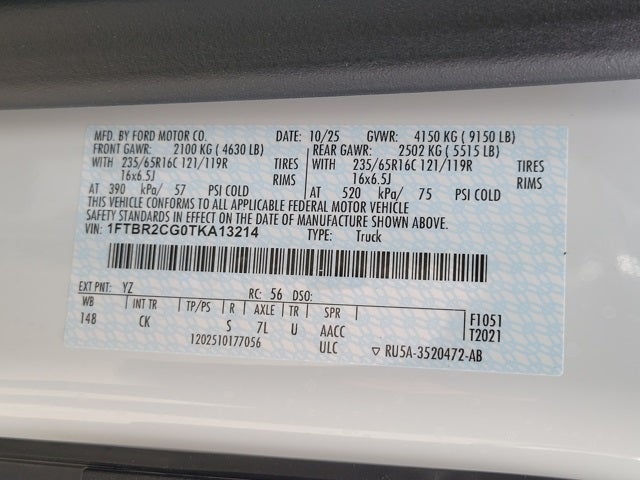 MFD. BY FORD MOTOR CO. DATE: 10/25 GVWR: 4150 KG ( 9150 LB)
FRONT GAWR: 2100 KG ( 4630 LB) REAR GAWR: 2502 KG ( 5515 LB)
WITH 235/65R16C 121/119R TIRES WITH 235/65R16C 121/119R TIRES
16x6.5J RIMS 16x6.5J RIMS
AT 390 kPa/ 57 PSI COLD AT 520 kPa/ 75 PSI COLD
THIS VEHICLE CONFORMS TO ALL APPLICABLE FEDERAL MOTOR VEHICLE
SAFETY STANDARDS IN EFFECT ON THE DATE OF MANUFACTURE SHOWN ABOVE.
VIN: 1FTBR2CG0TKA13214 TYPE: Truck
EXT PNT: YZ RC: 56 DSO:
WB INT TR TP/PS R AXLE TR SPR F1051
148 CK S 7L U AACC T2021
1202510177056 ULC ▽ RU5A-3520472-AB